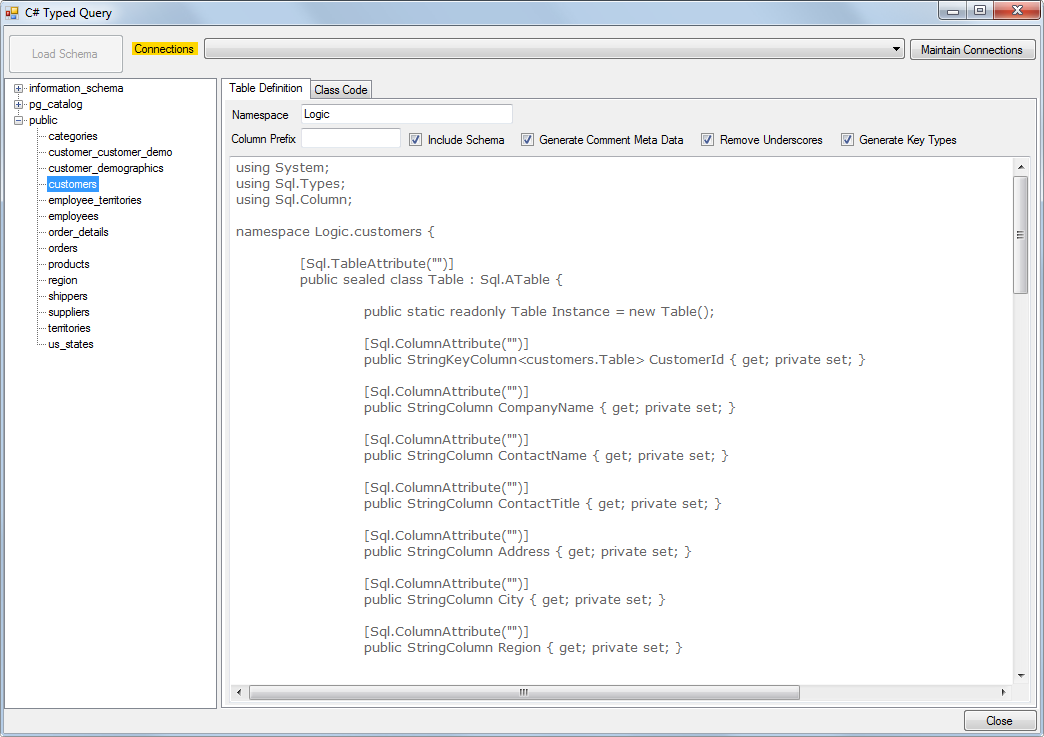 C# Typed Query
Load Schema
Connections
Maintain Connections
information_schema
pg_catalog
public
categories
customer_customer_demo
customer_demographics
customers
employee_territories
employees
order_details
orders
products
region
shippers
suppliers
territories
us_states
Table Definition
Class Code
Namespace
Logic
Column Prefix
Include Schema
Generate Comment Meta Data
Remove Underscores
Generate Key Types
using System;
using Sql.Types;
using Sql.Column;
namespace Logic.customers {
[Sql.TableAttribute("")]
public sealed class Table : Sql.ATable {
public static readonly Table Instance = new Table();
[Sql.ColumnAttribute("")]
public StringKeyColumn<customers.Table> CustomerId { get; private set; }
[Sql.ColumnAttribute("")]
public StringColumn CompanyName { get; private set; }
[Sql.ColumnAttribute("")]
public StringColumn ContactName { get; private set; }
[Sql.ColumnAttribute("")]
public StringColumn ContactTitle { get; private set; }
[Sql.ColumnAttribute("")]
public StringColumn Address { get; private set; }
[Sql.ColumnAttribute("")]
public StringColumn City { get; private set; }
[Sql.ColumnAttribute("")]
public StringColumn Region { get; private set; }
Close